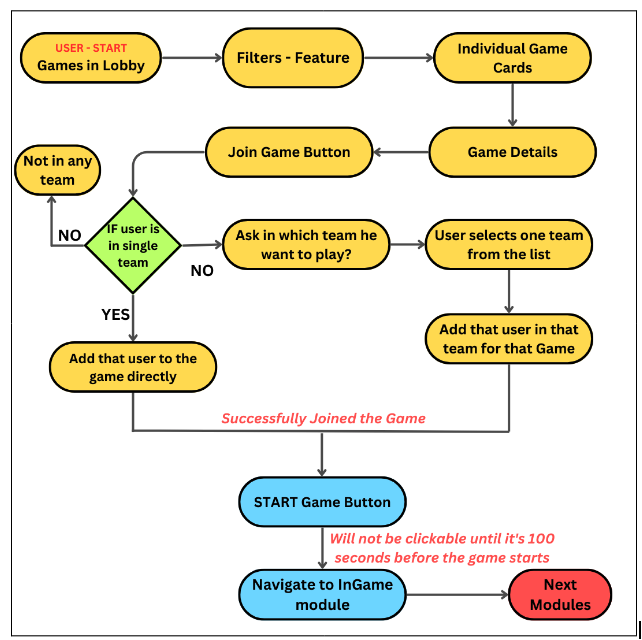 USER - START
Games in Lobby
Filters - Feature
Individual Game
Cards
Game Details
Join Game Button
Not in any
team
IF user is
in single
team
NO
NO
YES
Ask in which team he
want to play?
User selects one team
from the list
Add that user in that
team for that Game
Add that user to the
game directly
Successfully Joined the Game
START Game Button
Will not be clickable until it's 100
seconds before the game starts
Navigate to InGame
module
Next
Modules